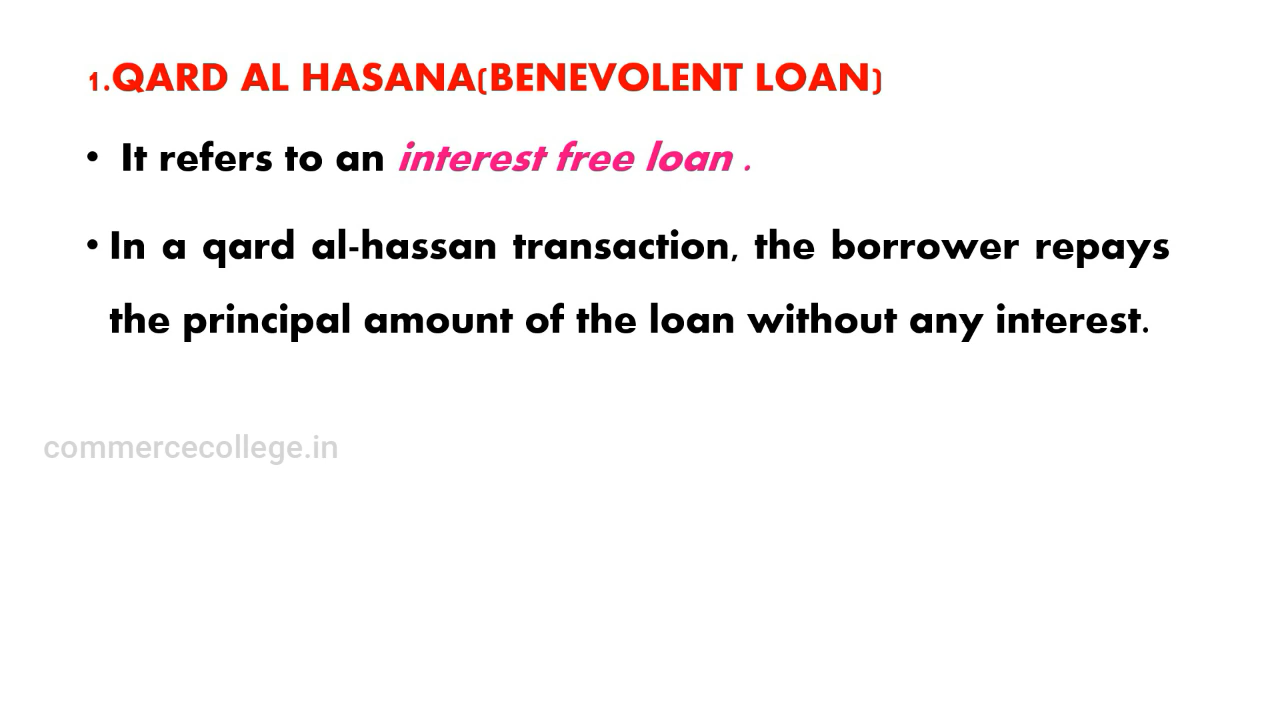 1.QARD AL HASANA(BENEVOLENT LOAN)
• It refers to an interest free loan .
• In a qard al-hassan transaction, the borrower repays
the principal amount of the loan without any interest.
commercecollege.in